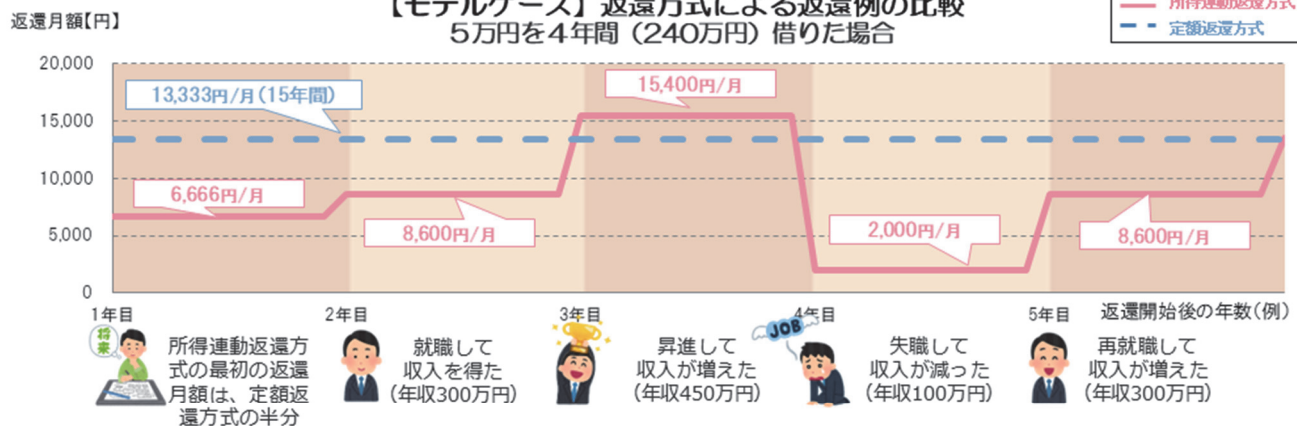 【モデルケース】返還方式による返還例の比較
5万円を4年間（240万円）借りた場合
返還月額【円】
所得連動返還方式
定額返還方式
20,000
15,000
10,000
5,000
0
13,333円/月（15年間）
6,666円/月
8,600円/月
15,400円/月
2,000円/月
8,600円/月
1年目
2年目
3年目
4年目
5年目
返還開始後の年数（例）
将来
所得連動返還方
式の最初の返還
月額は、定額返
還方式の半分
就職して
収入を得た
（年収300万円）
昇進して
収入が増えた
（年収450万円）
JOB
失職して
収入が減った
（年収100万円）
再就職して
収入が増えた
（年収300万円）